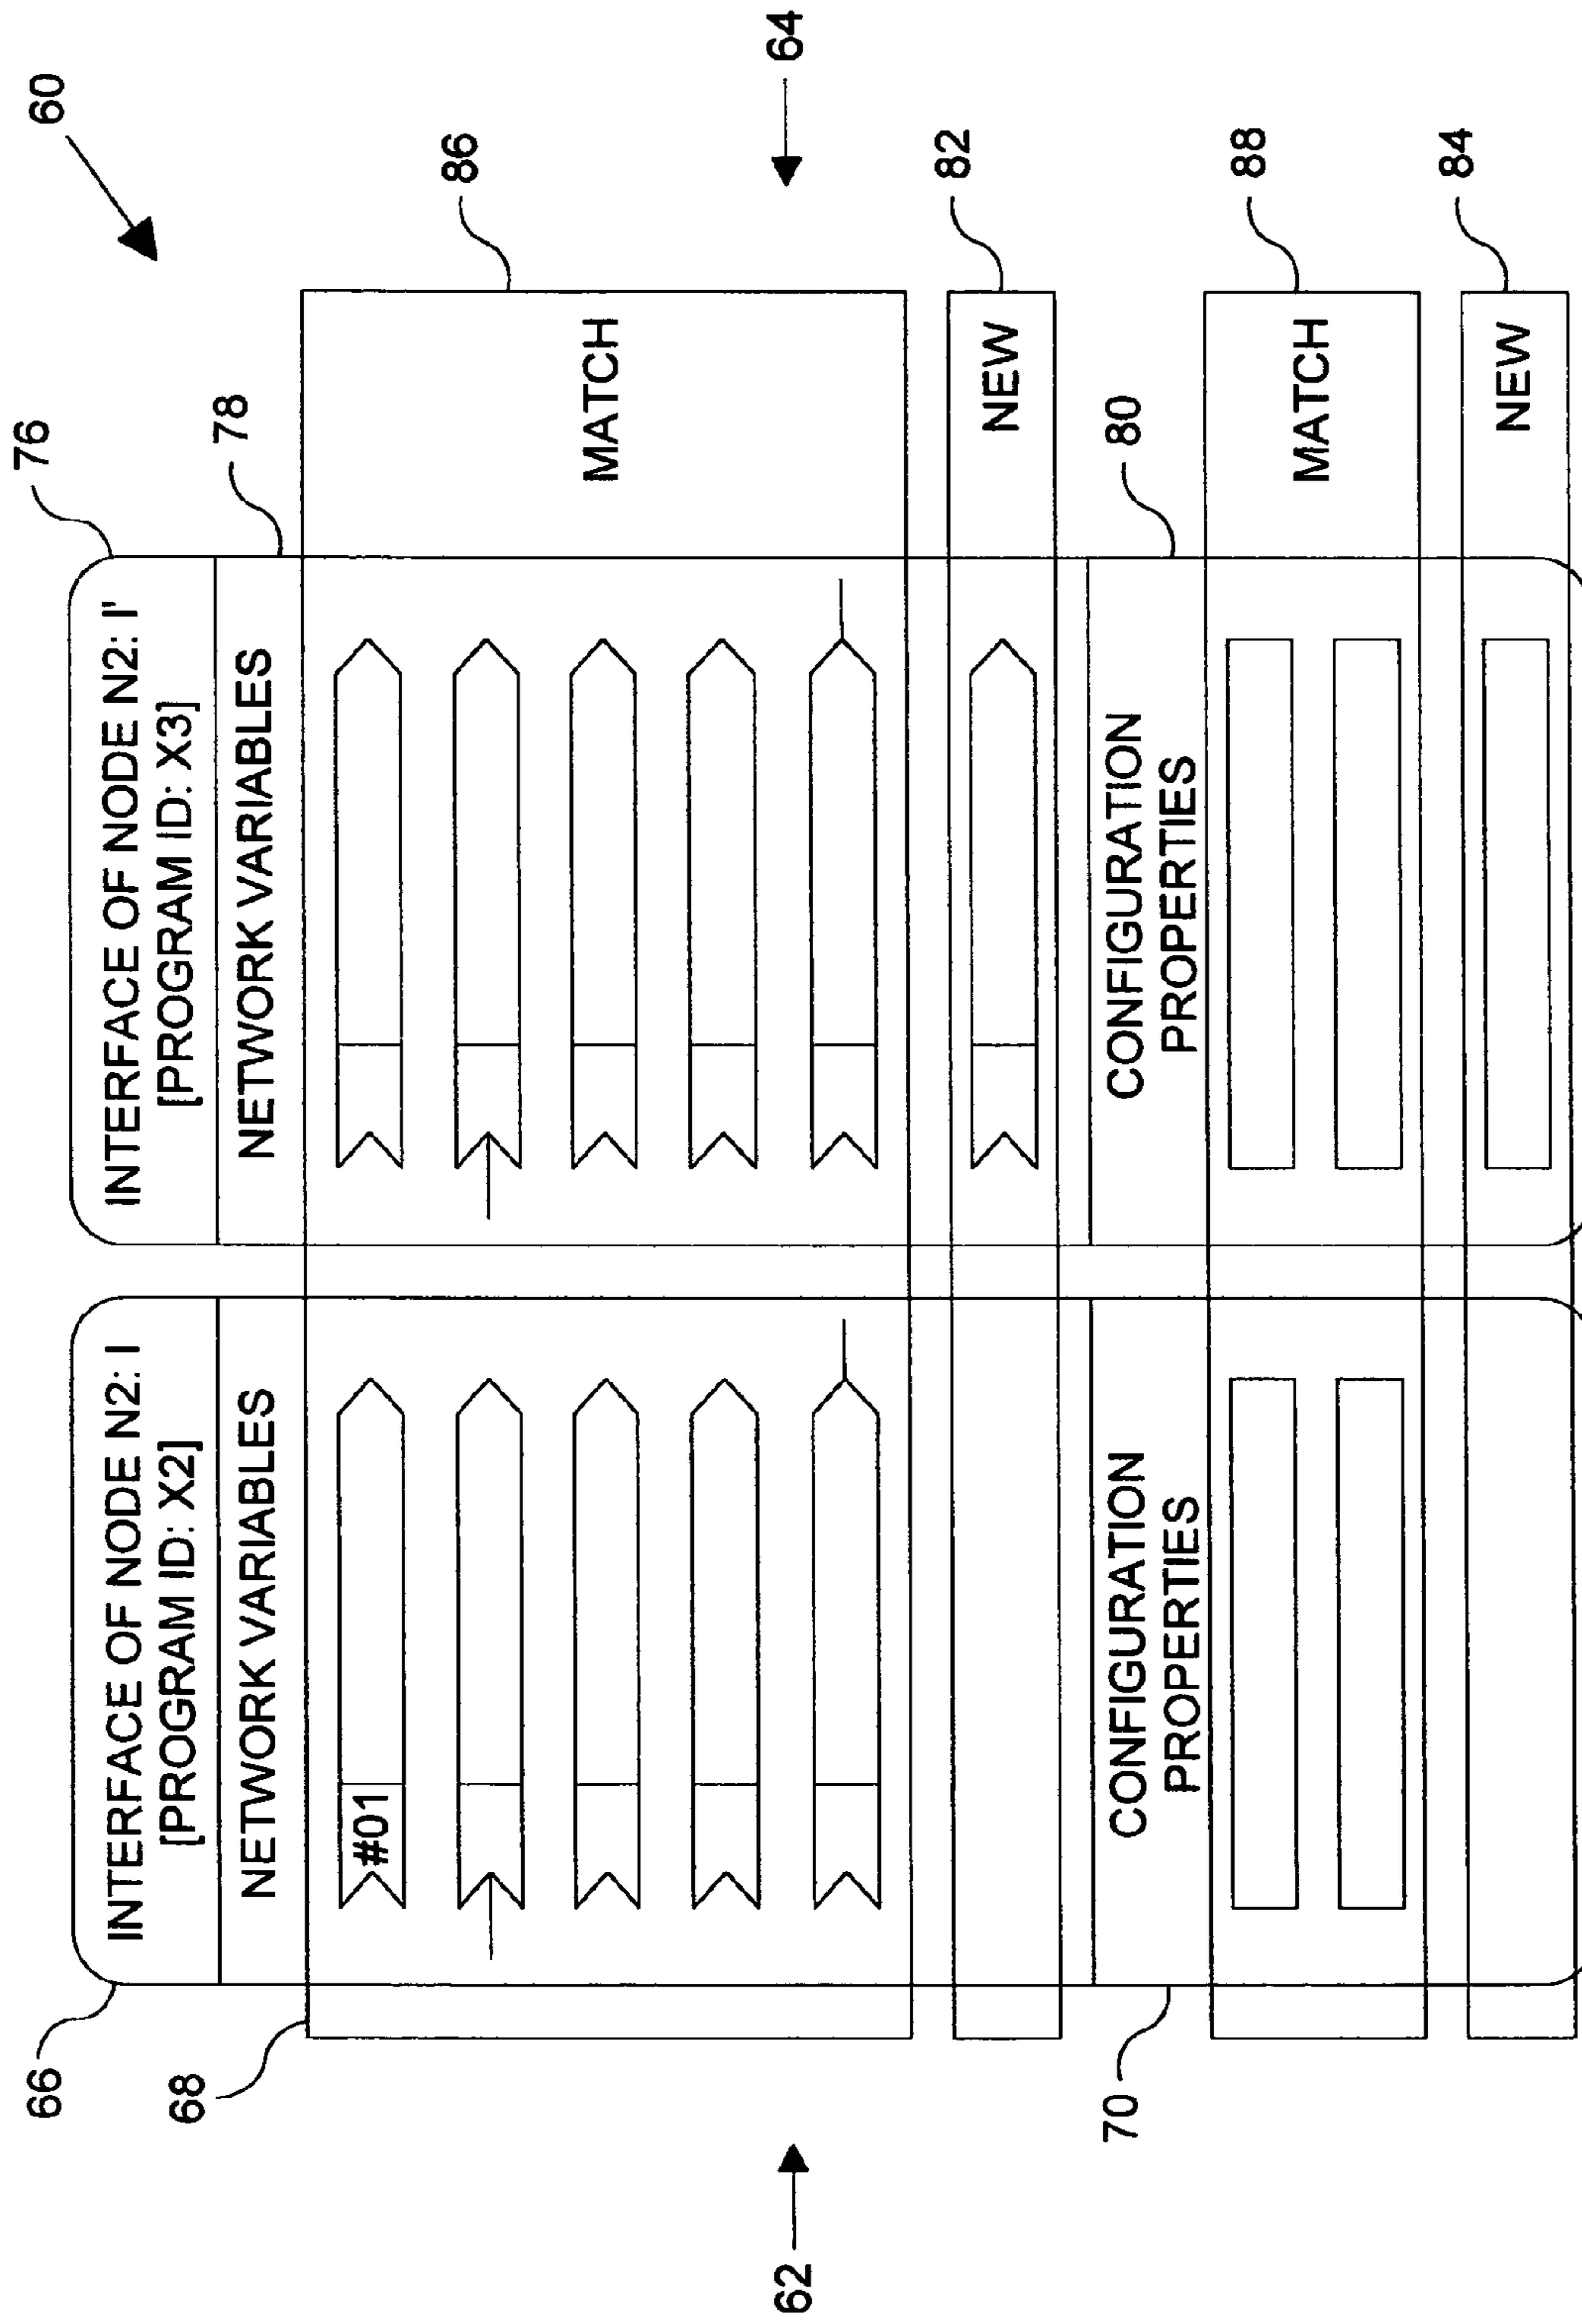 66
76
60
INTERFACE OF NODE N2: I
[PROGRAM ID: X2]
INTERFACE OF NODE N2: I'
[PROGRAM ID: X3]
68
NETWORK VARIABLES
NETWORK VARIABLES
78
#01
86
MATCH
62
64
82
NEW
70
CONFIGURATION
PROPERTIES
CONFIGURATION
PROPERTIES
80
88
MATCH
84
NEW